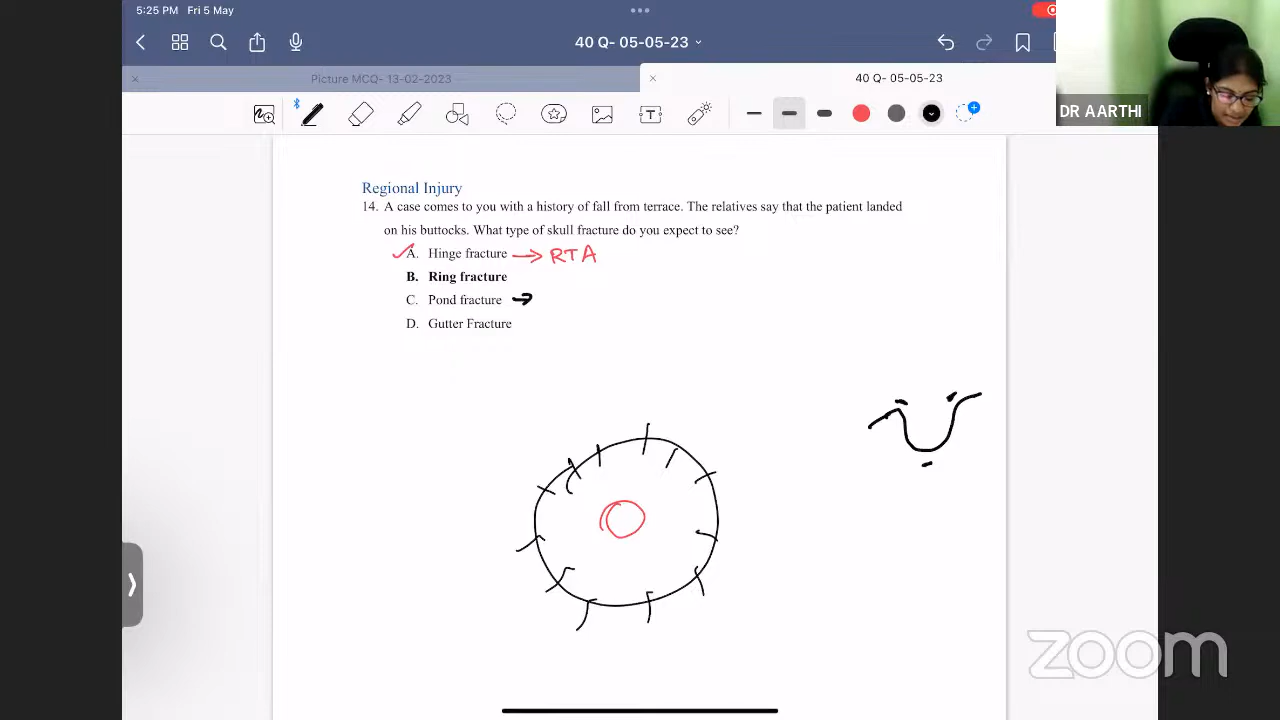 5:25 PM Fri 5 May
40 Q- 05-05-23
Picture MCQ- 13-02-2023
40 Q- 05-05-23
DR AARTHI
Regional Injury
14. A case comes to you with a history of fall from terrace. The relatives say that the patient landed
on his buttocks. What type of skull fracture do you expect to see?
A. Hinge fracture → RTA
B. Ring fracture
C. Pond fracture →
D. Gutter Fracture
zoom